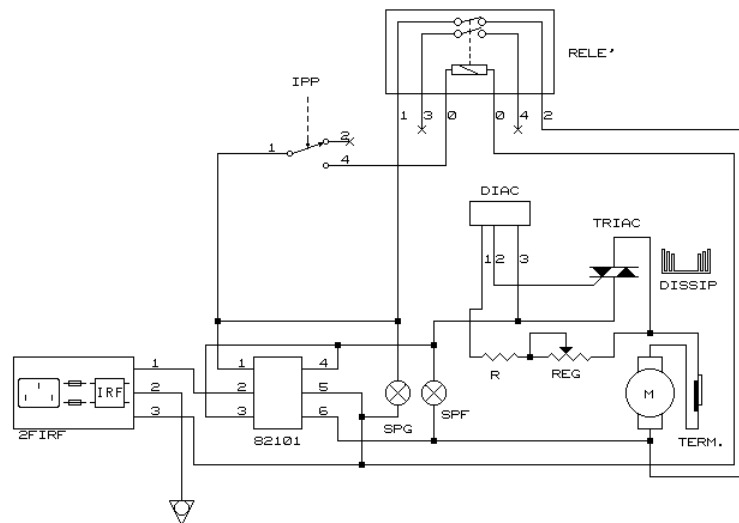 RELE'
IPP
1 3 0 0 4 2
2
1
4
DIAC
TRIAC
1 2 3
DISSIP
1 1 4
IRF 2 2 5 R REG M
3 3 6
2FIRF 82101 SPG SPF TERM.